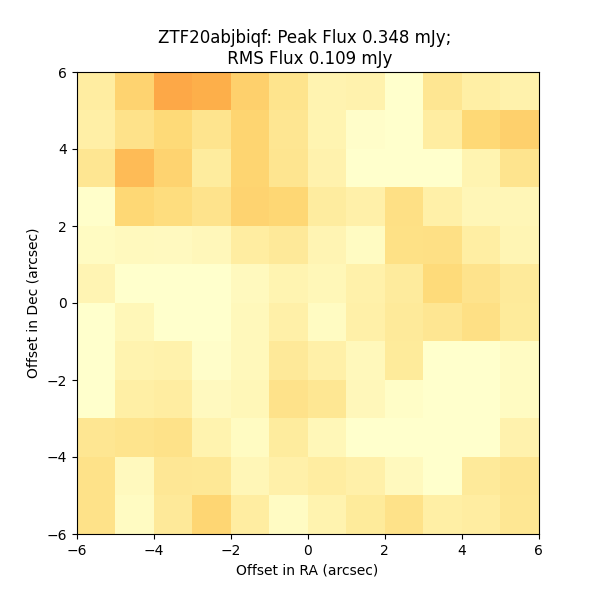 ZTF20abjbiqf: Peak Flux 0.348 mJy;
RMS Flux 0.109 mJy
6
4
2
0
−2
−4
−6
Offset in Dec (arcsec)
−6 −4 −2 0 2 4 6
Offset in RA (arcsec)